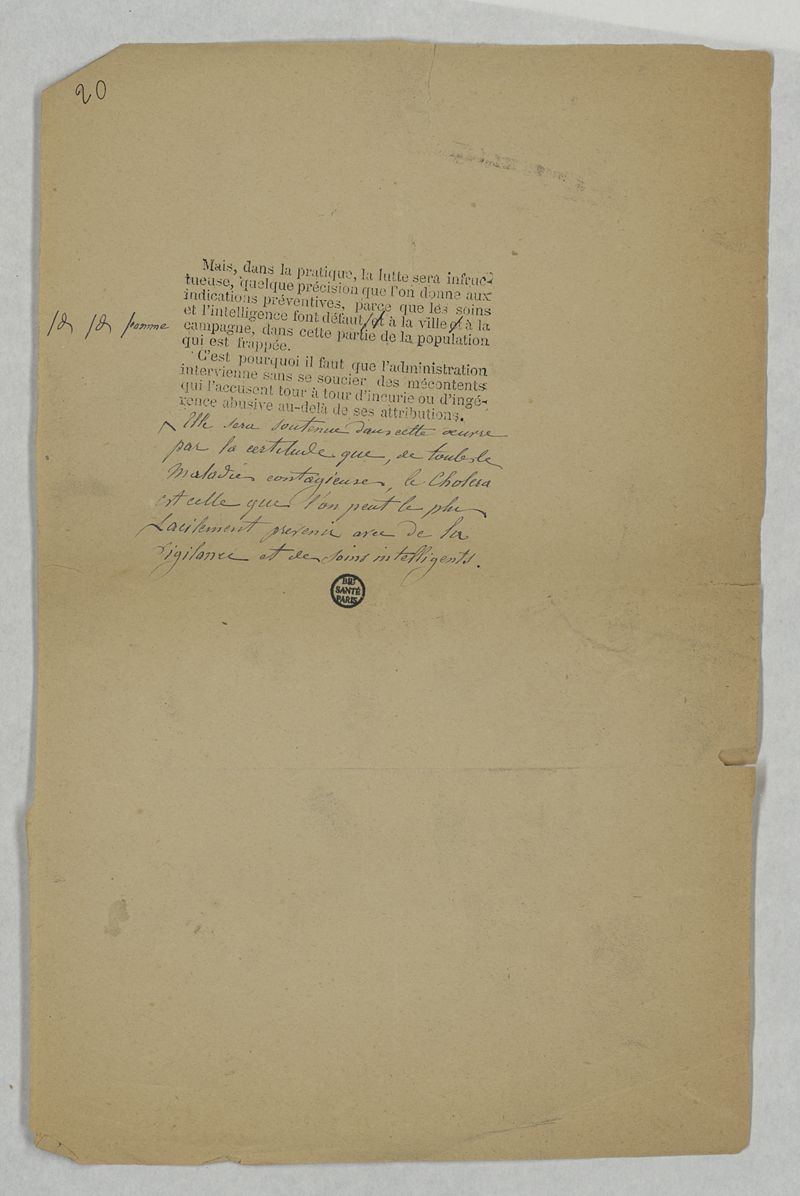 20
Mais, dans la pratique, la lutte sera infruc-
tueuse, quelque précision que l'on donne aux
indications préventives, parce que les soins
et l'intelligence font défaut, et à la ville et à la
campagne, dans cette partie de la population
qui est frappée.
C'est pourquoi il faut que l'administration
intervienne sans se soucier des mécontents
qui l'accusent tour à tour d'incurie ou d'ingé-
rence abusive au-delà de ses attributions.
Elle sera soutenue dans cette œuvre
par la certitude que, de toutes les
Maladies contagieuses, le Choléra
est celle que l'on peut le plus
facilement prévenir avec de la
vigilance et des soins intelligents.
BIU
SANTÉ
PARIS